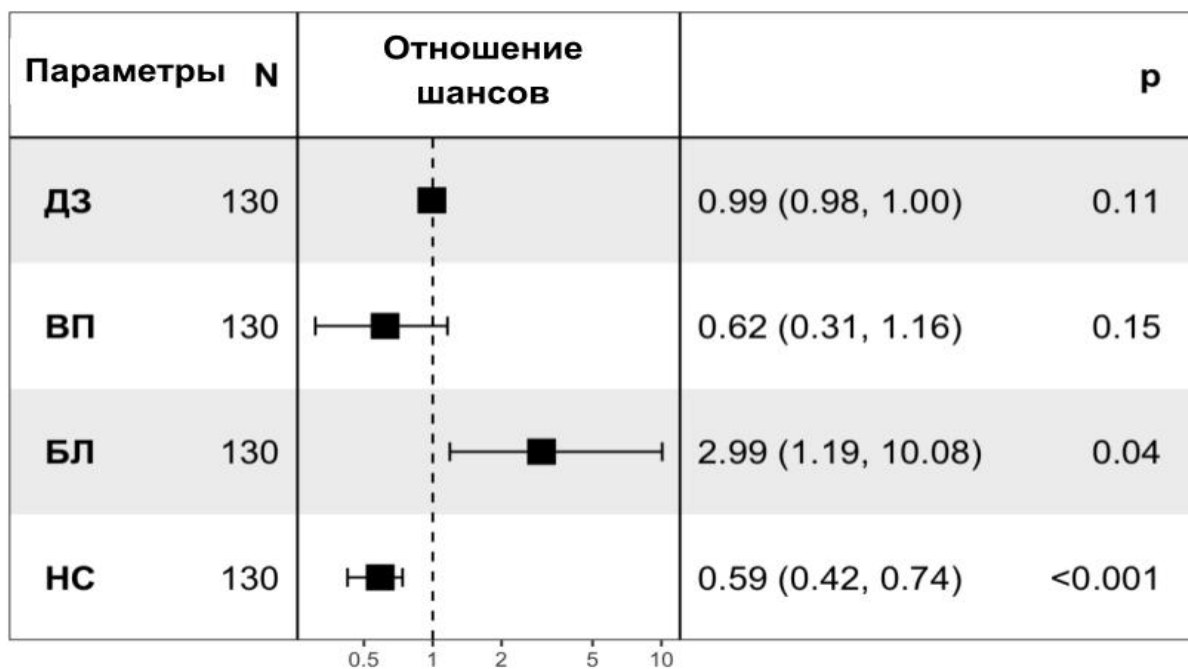 Параметры N Отношение шансов p
ДЗ 130 0.99 (0.98, 1.00) 0.11
ВП 130 0.62 (0.31, 1.16) 0.15
БЛ 130 2.99 (1.19, 10.08) 0.04
НС 130 0.59 (0.42, 0.74) <0.001
0.5 1 2 5 10